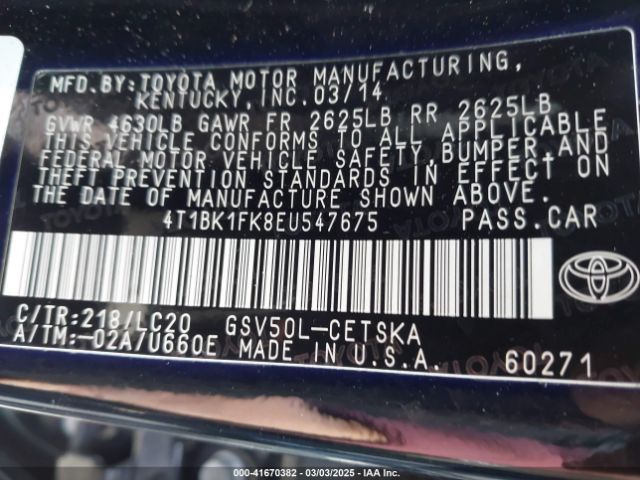 MFD.BY:TOYOTA MOTOR MANUFACTURING,
KENTUCKY,INC.03/14
GVWR 4630LB GAWR FR 2625LB RR 2625LB
THIS VEHICLE CONFORMS TO ALL APPLICABLE
FEDERAL MOTOR VEHICLE SAFETY,BUMPER,AND
THEFT PREVENTION STANDARDS IN EFFECT ON
THE DATE OF MANUFACTURE SHOWN ABOVE.
4T1BK1FK8EU547675 PASS.CAR
C/TR:218/LC20 GSV50L-CETSKA
A/TM:-02A/U660E MADE IN U.S.A. 60271
000-41670382 — 03/03/2025 — IAA Inc.